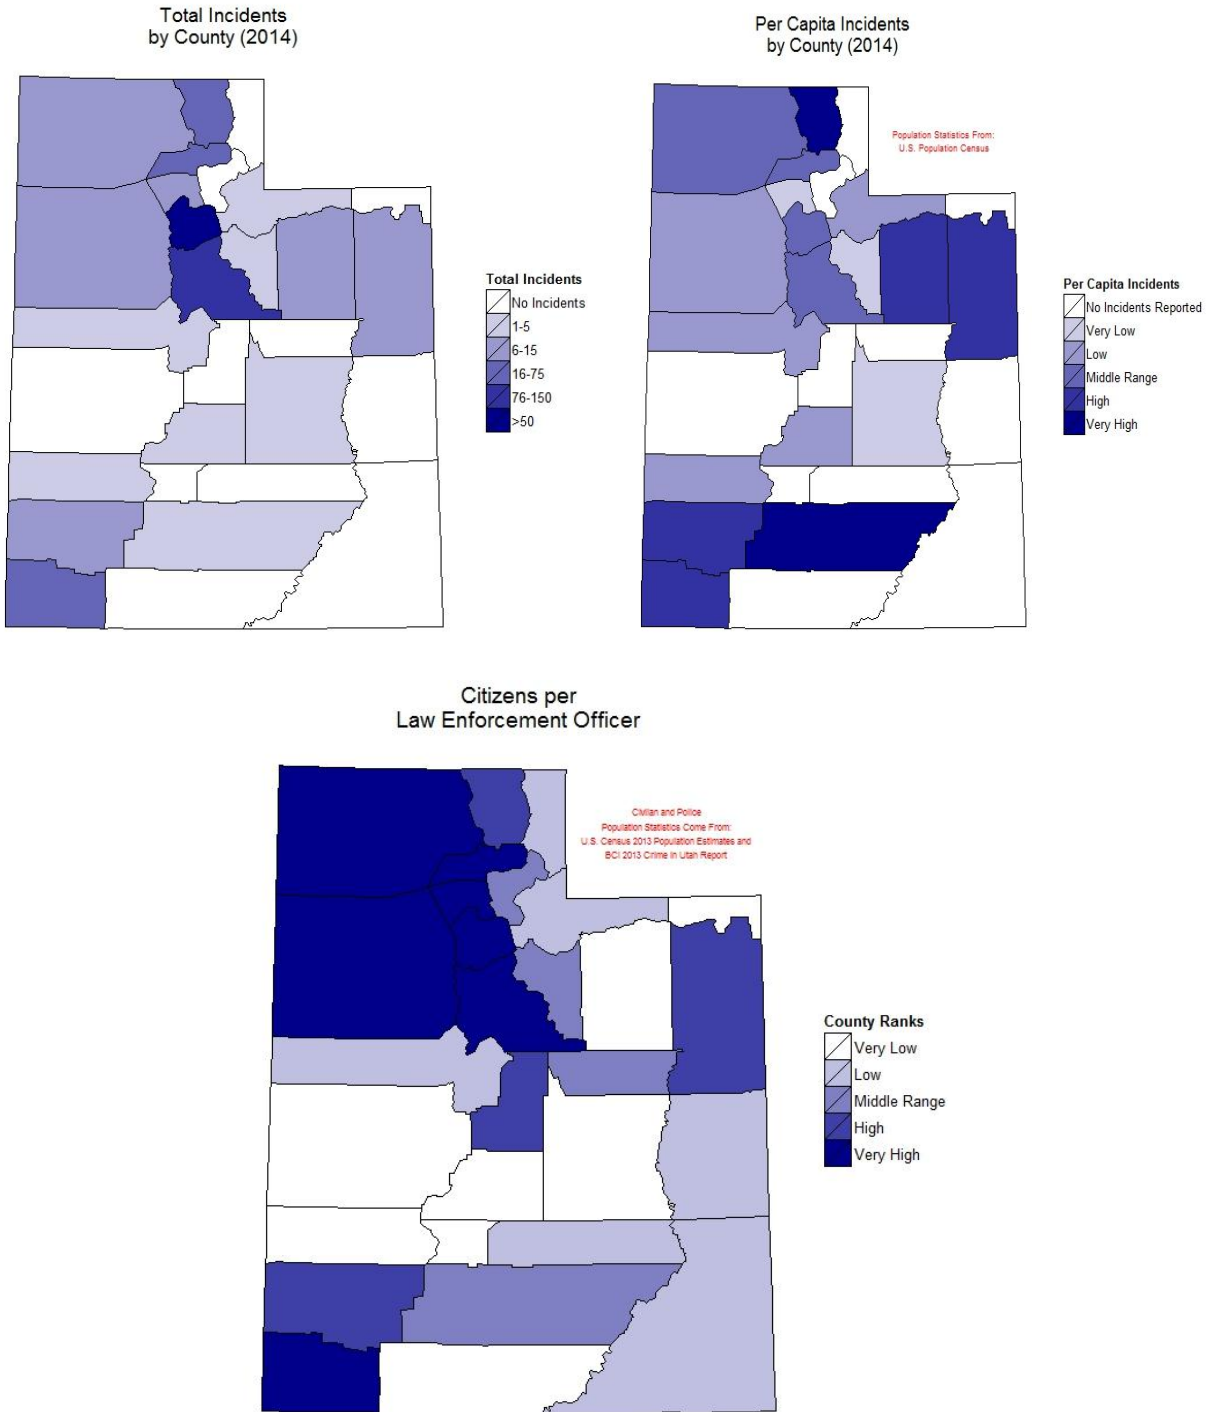 Total Incidents
by County (2014)
Per Capita Incidents
by County (2014)
Population Statistics From:
U.S. Population Census
Total Incidents
No Incidents
1-5
6-15
16-75
76-150
>50
Per Capita Incidents
No Incidents Reported
Very Low
Low
Middle Range
High
Very High
Citizens per
Law Enforcement Officer
Civilian and Police
Population Statistics Come From:
U.S. Census 2013 Population Estimates and
BCI 2013 Crime in Utah Report
County Ranks
Very Low
Low
Middle Range
High
Very High